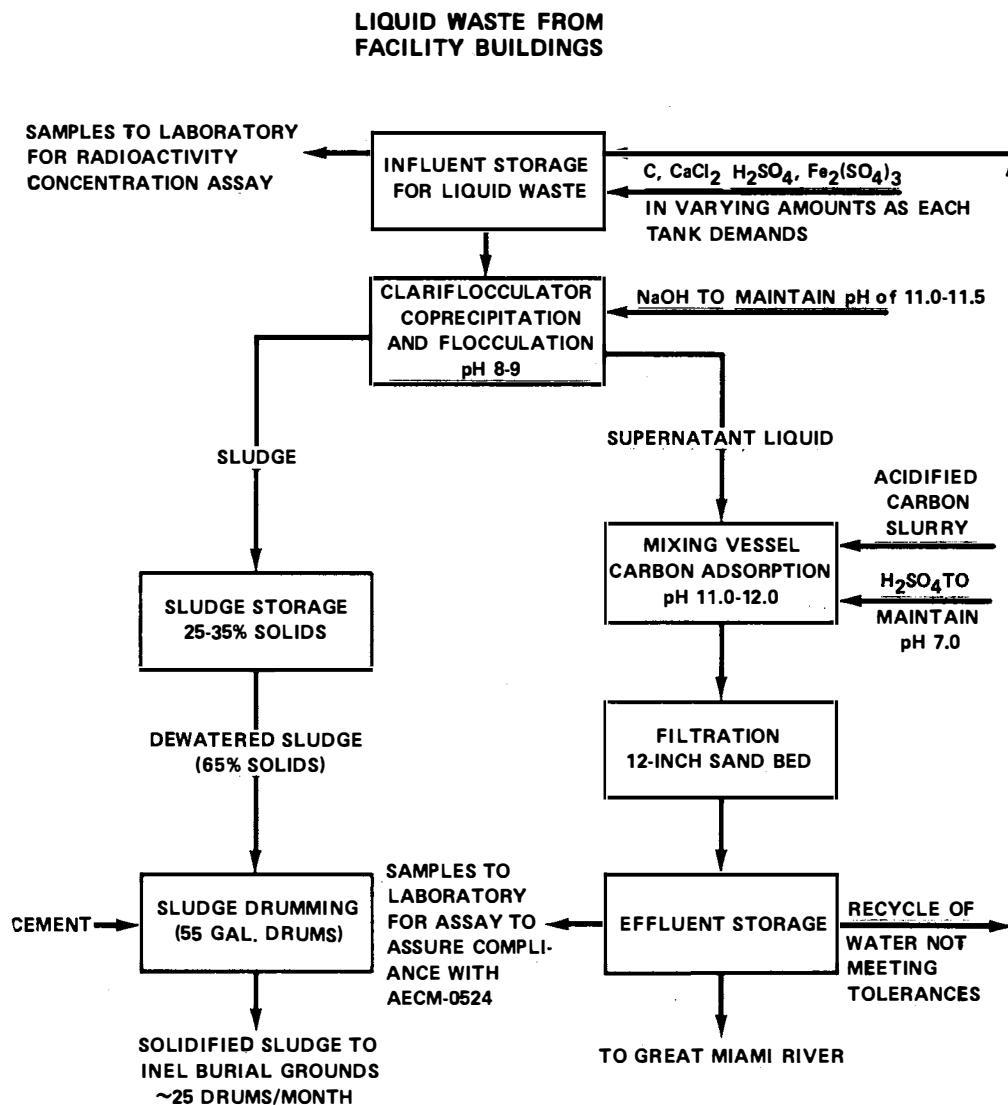 LIQUID WASTE FROM
FACILITY BUILDINGS
SAMPLES TO LABORATORY
FOR RADIOACTIVITY
CONCENTRATION ASSAY
INFLUENT STORAGE
FOR LIQUID WASTE
C, CaCl2 H2SO4, Fe2(SO4)3
IN VARYING AMOUNTS AS EACH
TANK DEMANDS
CLARIFLOCCULATOR
COPRECIPITATION
AND FLOCCULATION
pH 8-9
NaOH TO MAINTAIN pH of 11.0-11.5
SLUDGE
SUPERNATANT LIQUID
ACIDIFIED
CARBON
SLURRY
MIXING VESSEL
CARBON ADSORPTION
pH 11.0-12.0
H2SO4TO
MAINTAIN
pH 7.0
SLUDGE STORAGE
25-35% SOLIDS
DEWATERED SLUDGE
(65% SOLIDS)
FILTRATION
12-INCH SAND BED
CEMENT
SLUDGE DRUMMING
(55 GAL. DRUMS)
SAMPLES TO
LABORATORY
FOR ASSAY TO
ASSURE COMPLI-
ANCE WITH
AECM-0524
EFFLUENT STORAGE
RECYCLE OF
WATER NOT
MEETING
TOLERANCES
SOLIDIFIED SLUDGE TO
INEL BURIAL GROUNDS
~25 DRUMS/MONTH
TO GREAT MIAMI RIVER